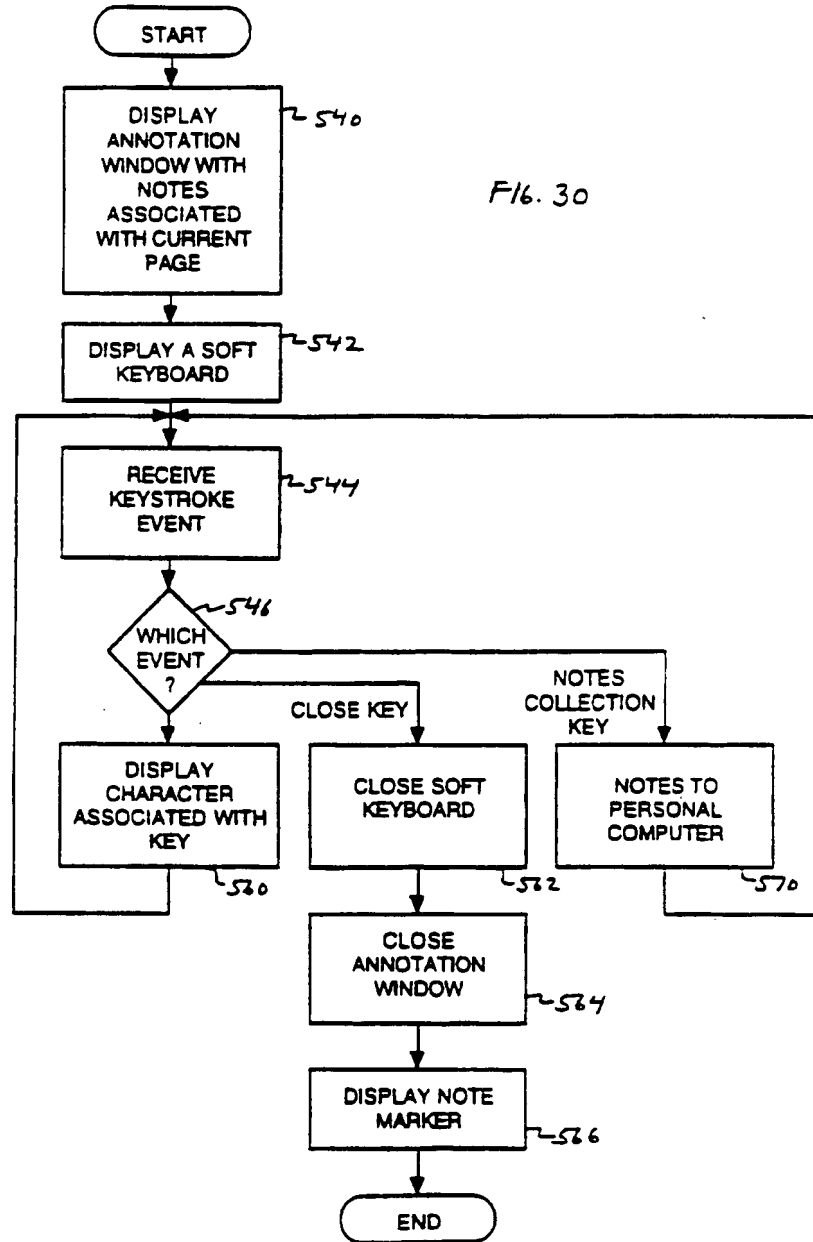 START
DISPLAY
ANNOTATION
WINDOW WITH
NOTES
ASSOCIATED
WITH CURRENT
PAGE
540
FIG. 30
DISPLAY A SOFT
KEYBOARD
542
RECEIVE
KEYSTROKE
EVENT
544
WHICH
EVENT
?
546
CLOSE KEY
NOTES
COLLECTION
KEY
DISPLAY
CHARACTER
ASSOCIATED WITH
KEY
560
CLOSE SOFT
KEYBOARD
562
NOTES TO
PERSONAL
COMPUTER
570
CLOSE
ANNOTATION
WINDOW
564
DISPLAY NOTE
MARKER
566
END